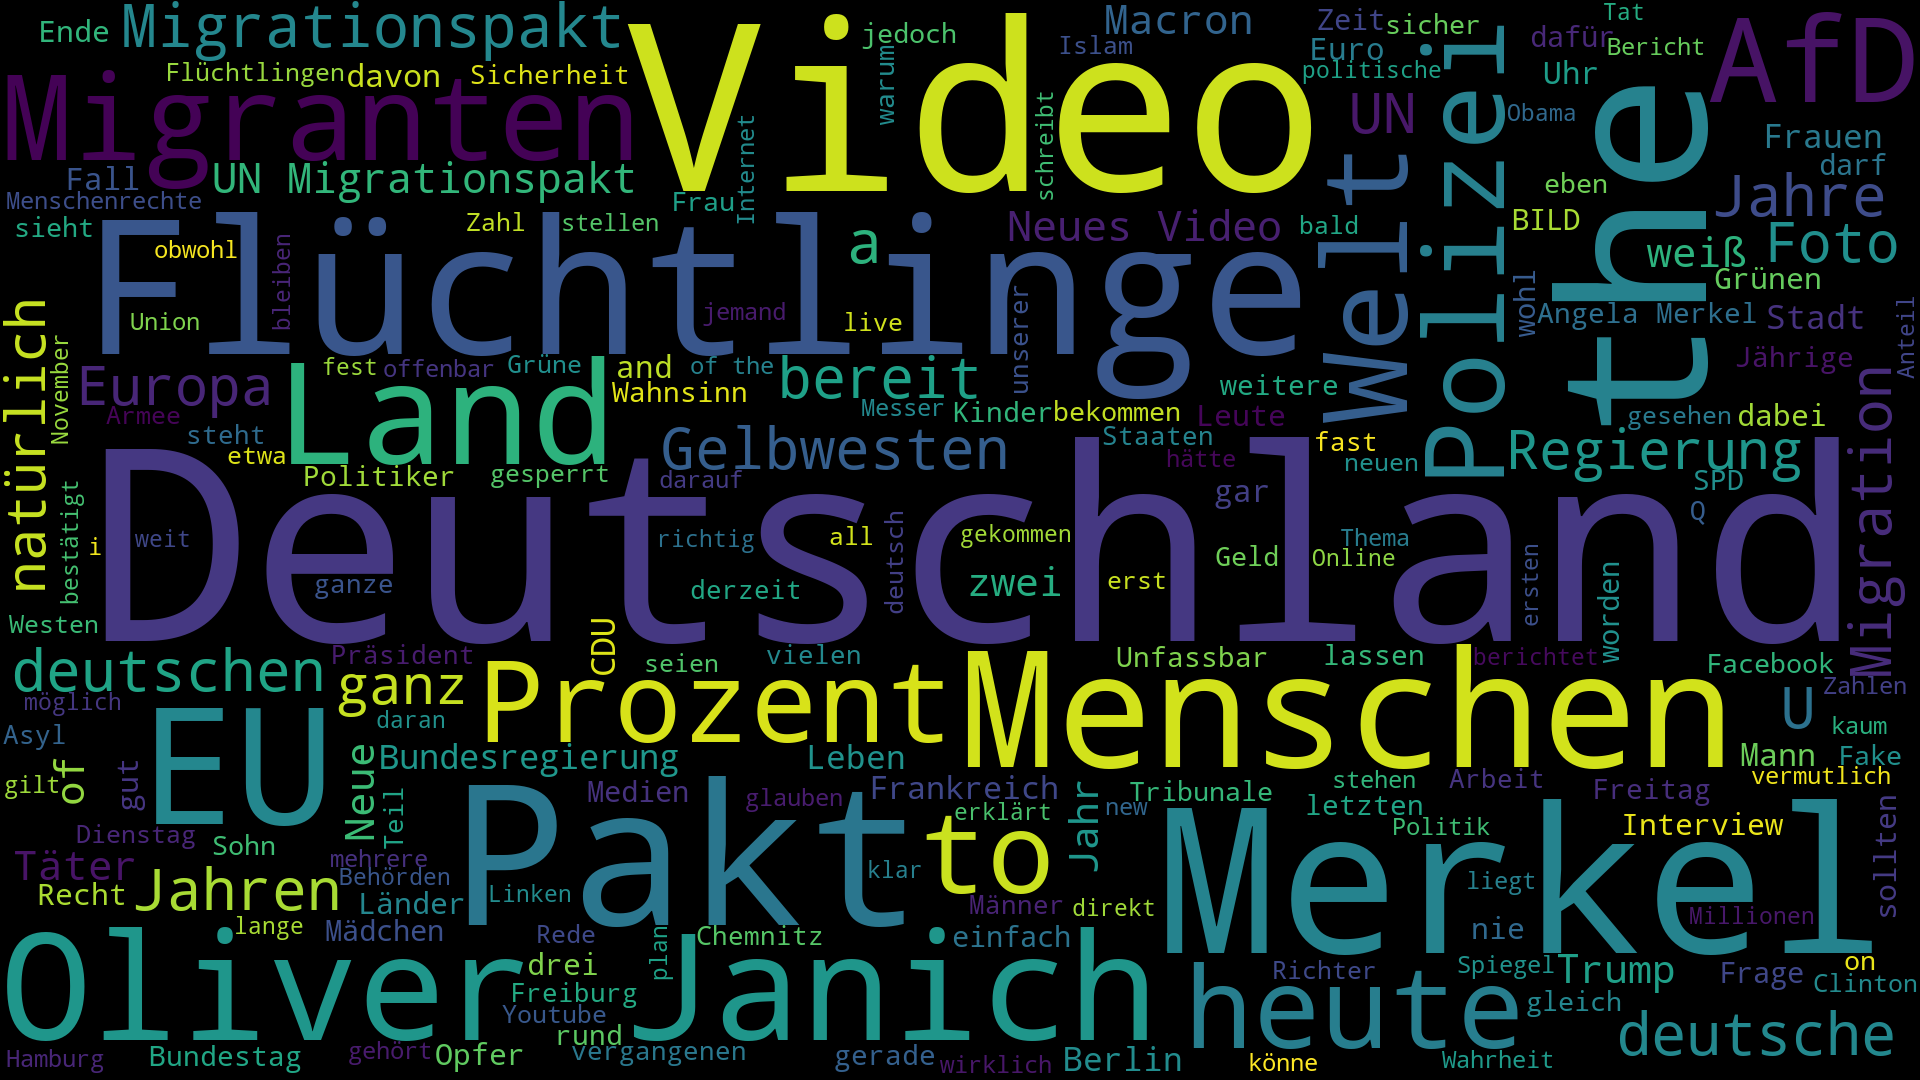 Ende
Migrationspakt
Video
jedoch
Macron
Zeit
sicher
Tat
AfD
Islam
Euro
dafür
Bericht
Flüchtlingen
davon
Sicherheit
warum
politische
Uhr
Migranten
schreibt
UN
Polizei
the
Obama
Internet
Frauen
Fall
UN Migrationspakt
Welt
darf
Menschenrechte
Frau
eben
Jahre
sieht
Zahl
stellen
a
Neues Video
bald
BILD
Foto
obwohl
weiß
Flüchtlinge
bleiben
Grünen
unserer
wohl
Union
jemand
live
Angela Merkel
Stadt
Anteil
natürlich
November
fest
offenbar
Grüne
and
of the
Jährige
Europa
Land
Wahnsinn
bereit
weitere
Armee
Messer
Kinder
bekommen
Leute
gesehen
dabei
Migration
steht
etwa
Gelbwesten
Staaten
fast
Regierung
Politiker
gesperrt
darauf
hätte
neuen
SPD
gar
bestätigt
Deutschland
Q
i
weit
richtig
all
deutsch
gekommen
Thema
Geld
Online
ganze
derzeit
zwei
erst
ersten
worden
Westen
CDU
deutschen
Präsident
seien
vielen
Unfassbar
lassen
berichtet
Facebook
möglich
ganz
Prozent
Menschen
U
Zahlen
Asyl
daran
kaum
EU
Neue
Bundesregierung
Leben
Mann
Fake
gilt
of
gut
Medien
glauben
Frankreich
Tribunale
stehen
Arbeit
Freitag
vermutlich
Teil
Pakt
erklärt
to
Jahr
new
letzten
Dienstag
Sohn
Politik
Interview
Merkel
sollten
Täter
mehrere
Behörden
klar
Recht
Jahren
Länder
Linken
Männer
direkt
liegt
Millionen
lange
Mädchen
Rede
Chemnitz
einfach
nie
Oliver Janich
drei
plan
Richter
Spiegel
Trump
Frage
on
Clinton
Freiburg
heute
gleich
Youtube
rund
deutsche
Hamburg
Bundestag
gehört
Opfer
vergangenen
gerade
wirklich
Berlin
könne
Wahrheit